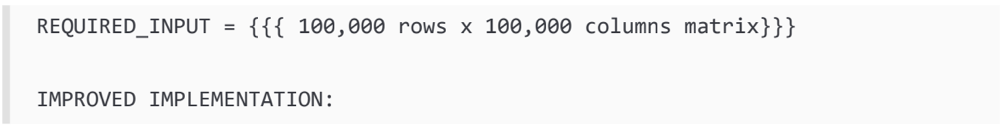 REQUIRED_INPUT = {{{ 100,000 rows x 100,000 columns matrix}}}
IMPROVED IMPLEMENTATION: